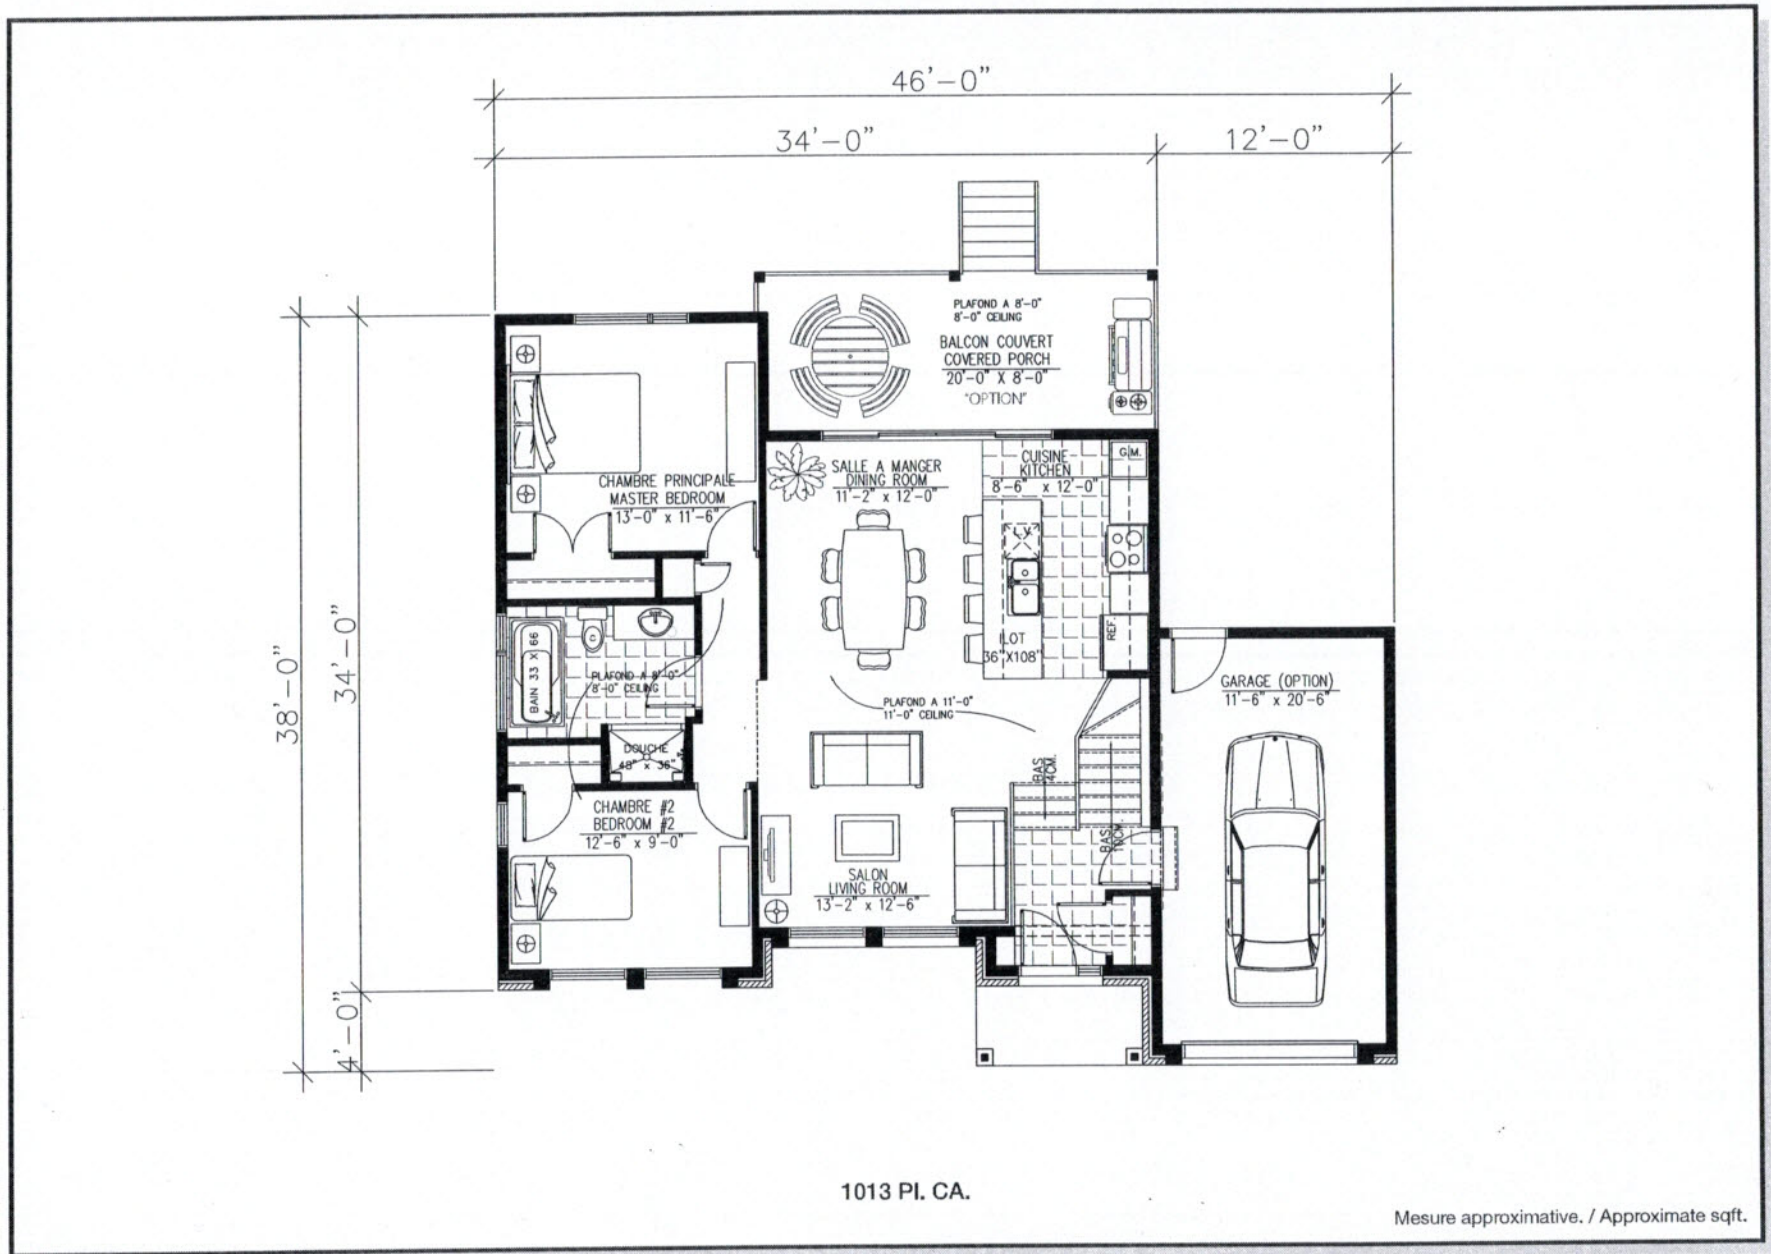 46'-0"
34'-0"
12'-0"
38'-0"
34'-0"
4'-0"
PLAFOND A 8'-0"
8'-0" CEILING
BALCON COUVERT
COVERED PORCH
20'-0" X 8'-0"
"OPTION"
CHAMBRE PRINCIPALE
MASTER BEDROOM
13'-0" x 11'-6"
SALLE A MANGER
DINING ROOM
11'-2" x 12'-0"
CUISINE
KITCHEN
8'-6" x 12'-0"
G.M.
L.V.
REF.
ILOT
36"X108"
BAIN 33 X 66
C
PLAFOND A 8'-0"
8'-0" CEILING
PLAFOND A 11'-0"
11'-0" CEILING
GARAGE (OPTION)
11'-6" x 20'-6"
DOUCHE
48" x 36"
BAS
4CM.
BAS
10CM.
CHAMBRE #2
BEDROOM #2
12'-6" x 9'-0"
SALON
LIVING ROOM
13'-2" x 12'-6"
1013 PI. CA.
Mesure approximative. / Approximate sqft.